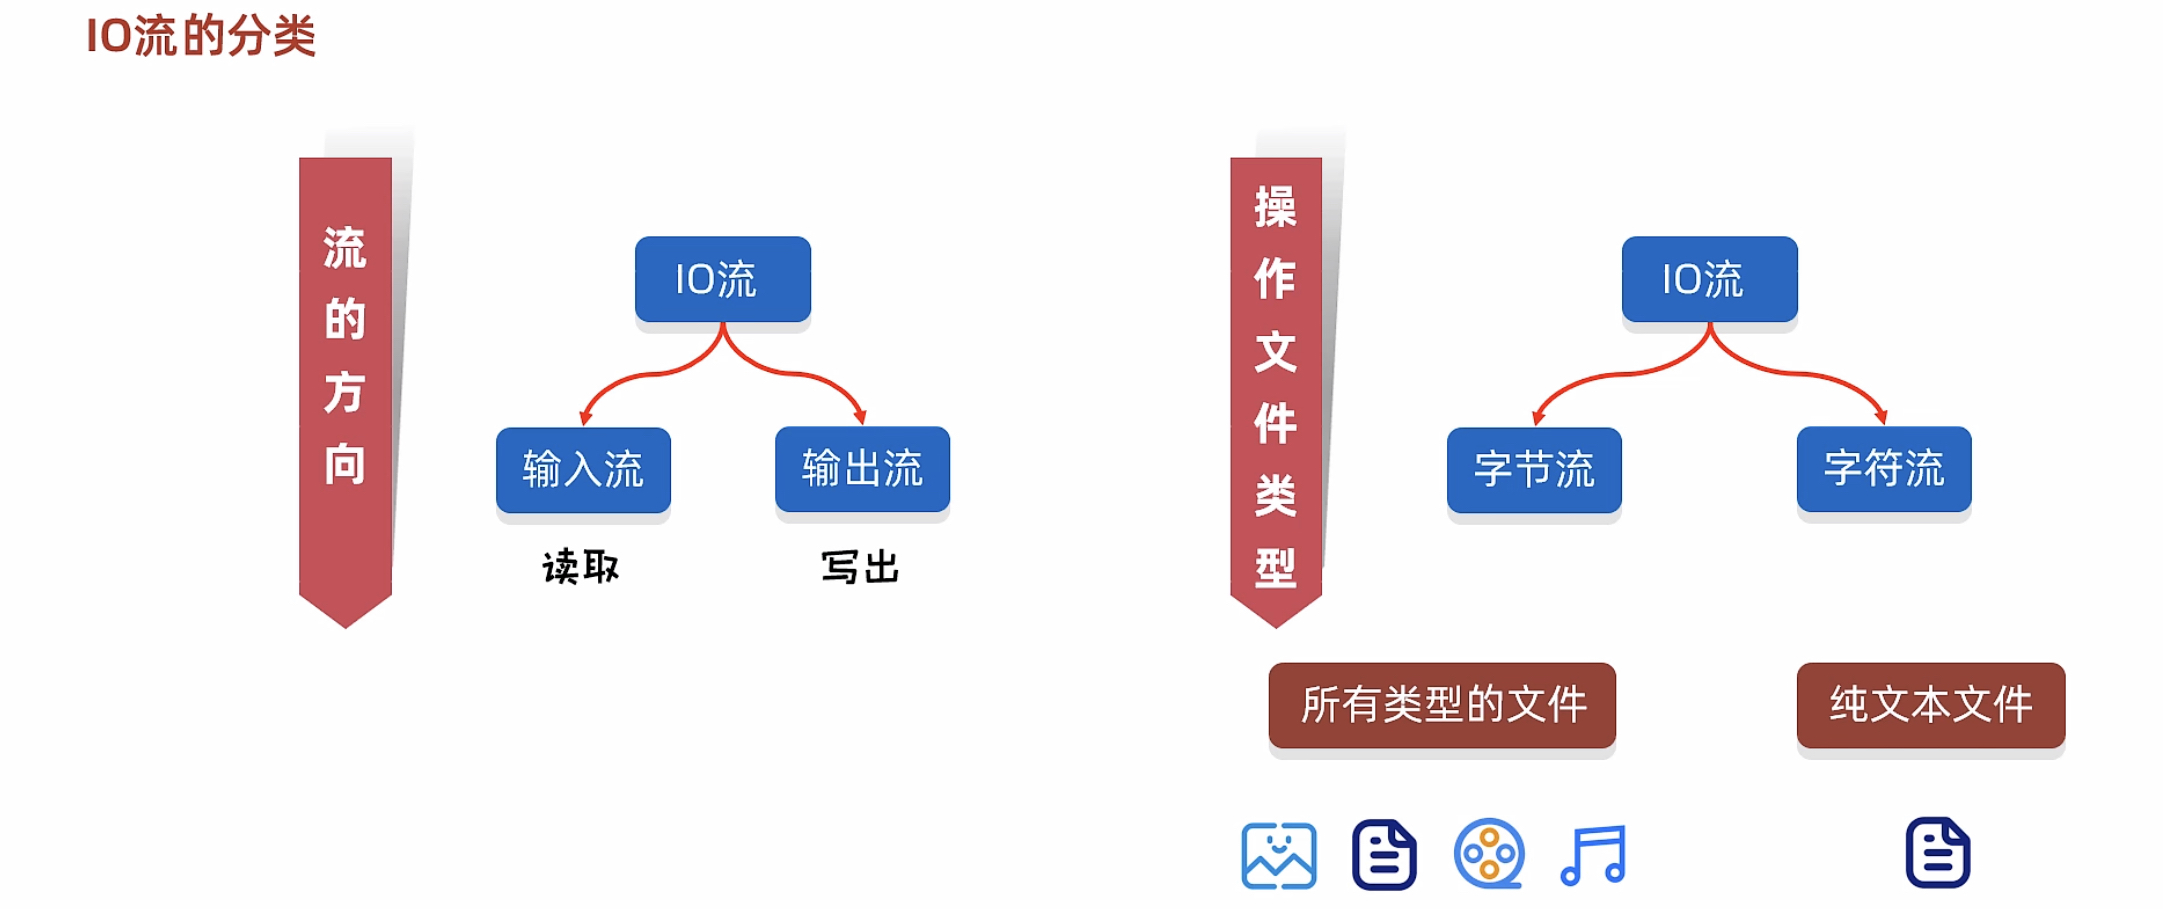 IO流的分类
流的方向
IO流
输入流
输出流
读取
写出
操作文件类型
IO流
字节流
字符流
所有类型的文件
纯文本文件